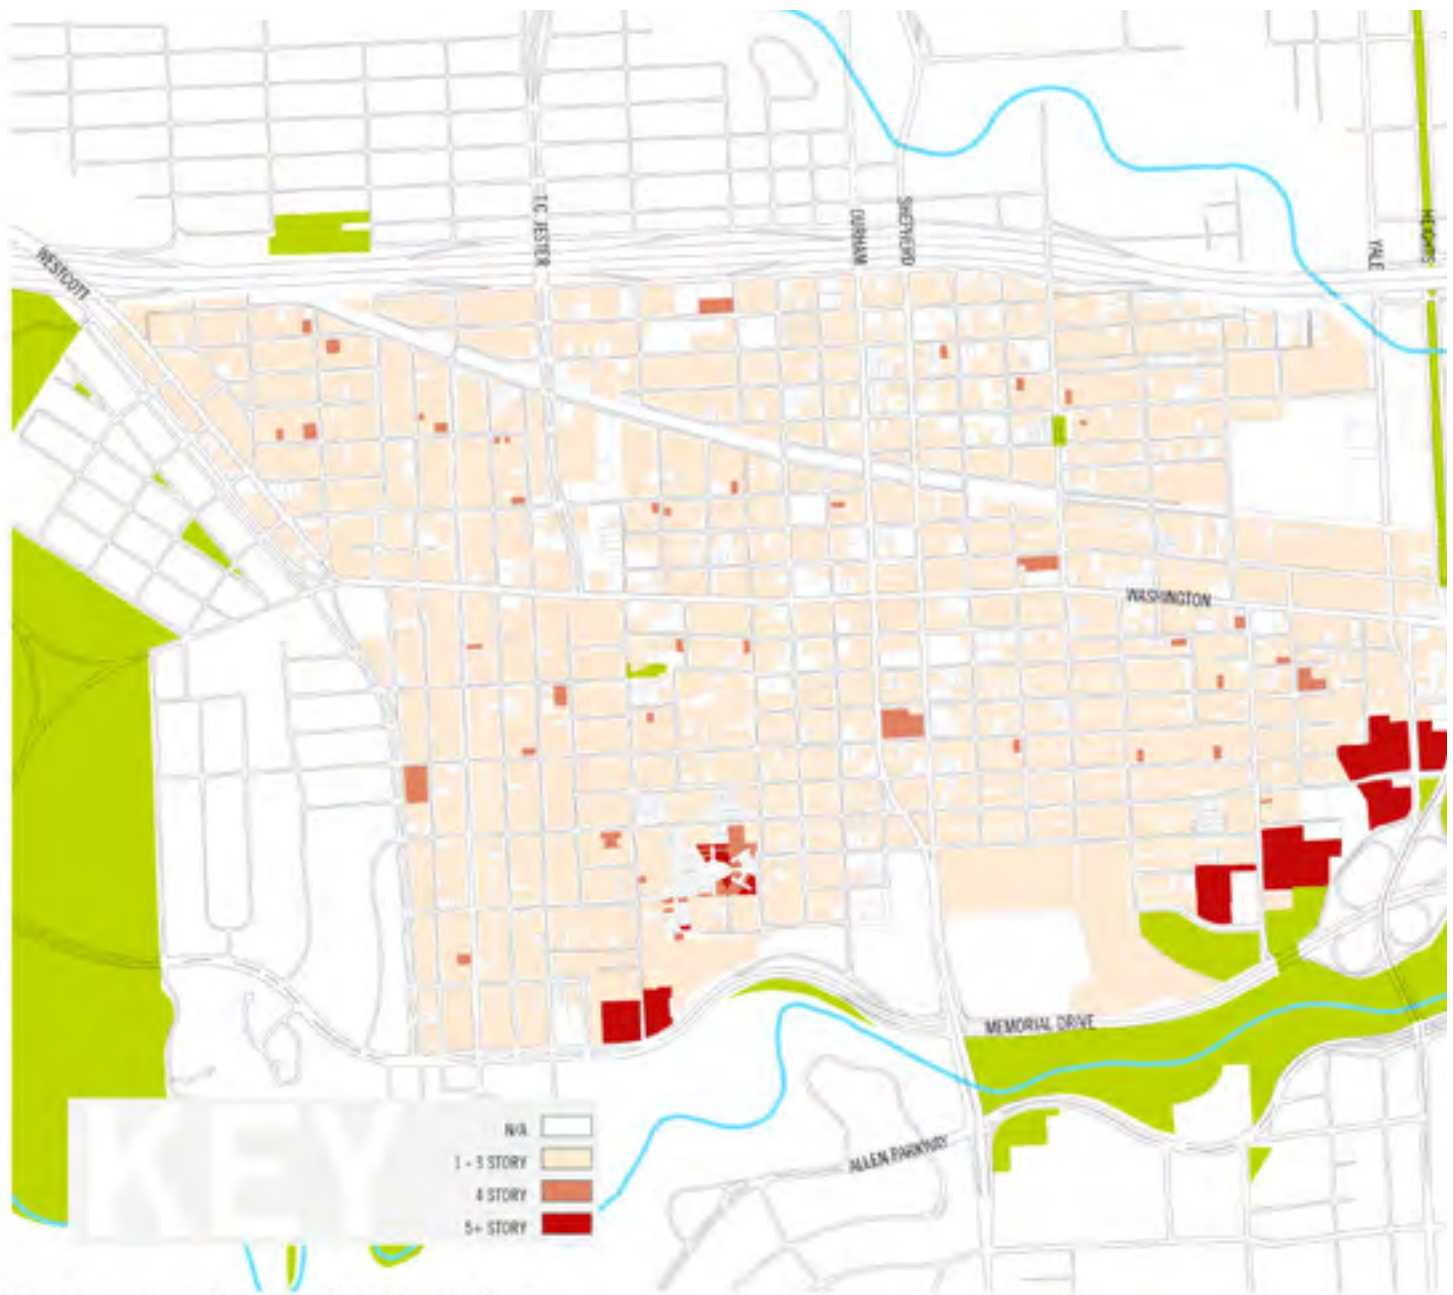 T.C. JESTER
DURHAM
SHEPHERD
YALE
HEIGHTS
WESTCOTT
WASHINGTON
MEMORIAL DRIVE
ALLEN PARKWAY
KEY
N/A
1 - 3 STORY
4 STORY
5+ STORY